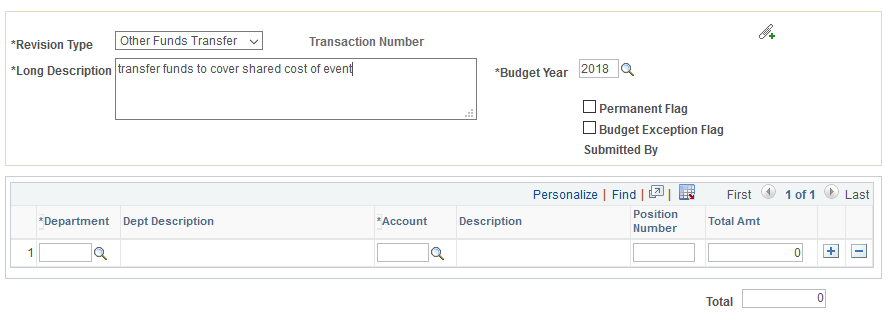 *Revision Type Other Funds Transfer Transaction Number
*Long Description transfer funds to cover shared cost of event *Budget Year 2018
Permanent Flag
Budget Exception Flag
Submitted By
Personalize | Find | | First 1 of 1 Last
*Department Dept Description *Account Description Position Number Total Amt
1 0
Total 0